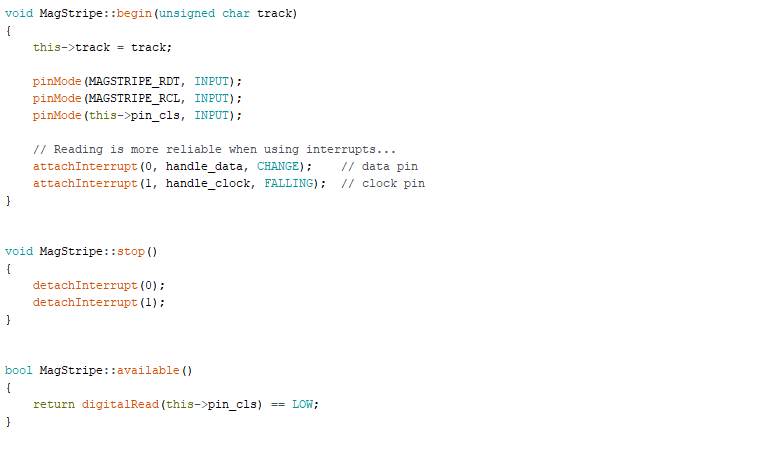 void MagStripe::begin(unsigned char track)
{
    this->track = track;

    pinMode(MAGSTRIPE_RDT, INPUT);
    pinMode(MAGSTRIPE_RCL, INPUT);
    pinMode(this->pin_cls, INPUT);

    // Reading is more reliable when using interrupts...
    attachInterrupt(0, handle_data, CHANGE);    // data pin
    attachInterrupt(1, handle_clock, FALLING);  // clock pin
}


void MagStripe::stop()
{
    detachInterrupt(0);
    detachInterrupt(1);
}


bool MagStripe::available()
{
    return digitalRead(this->pin_cls) == LOW;
}